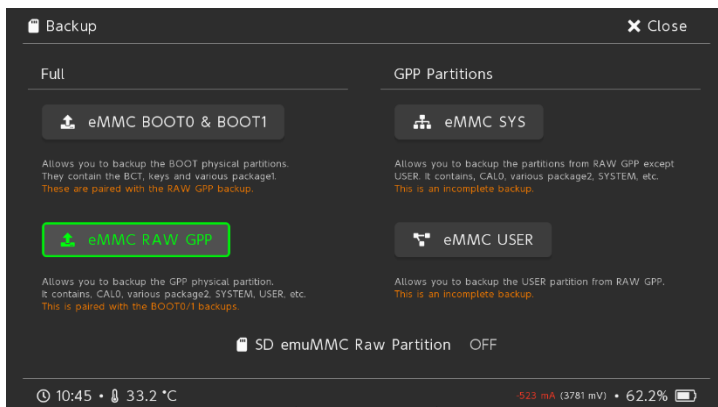 Backup
Close
Full
GPP Partitions
eMMC BOOT0 & BOOT1
eMMC SYS
Allows you to backup the BOOT physical partitions.
They contain the BCT, keys and various package1.
These are paired with the RAW GPP backup.
Allows you to backup the partitions from RAW GPP except
USER. It contains, CAL0, various package2, SYSTEM, etc.
This is an incomplete backup.
eMMC RAW GPP
eMMC USER
Allows you to backup the GPP physical partition.
It contains, CAL0, various package2, SYSTEM, USER, etc.
This is paired with the BOOT0/1 backups.
Allows you to backup the USER partition from RAW GPP.
This is an incomplete backup.
SD emuMMC Raw Partition OFF
10:45 • 33.2 °C
-523 mA (3781 mV) • 62.2%